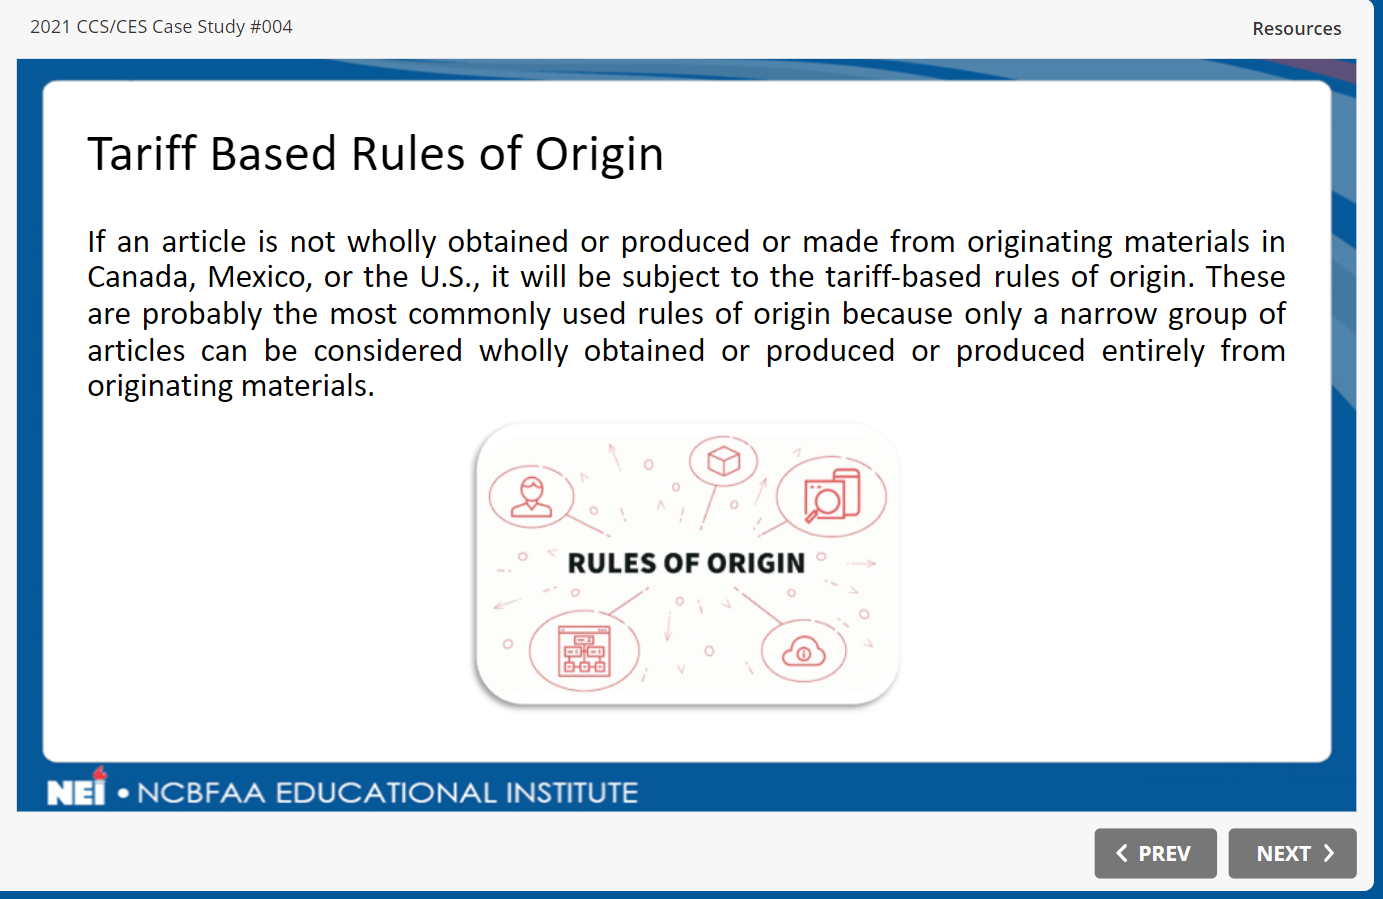 2021 CCS/CES Case Study #004
Resources
Tariff Based Rules of Origin
If an article is not wholly obtained or produced or made from originating materials in
Canada, Mexico, or the U.S., it will be subject to the tariff-based rules of origin. These
are probably the most commonly used rules of origin because only a narrow group of
articles can be considered wholly obtained or produced or produced entirely from
originating materials.
RULES OF ORIGIN
NEI • NCBFAA EDUCATIONAL INSTITUTE
PREV
NEXT